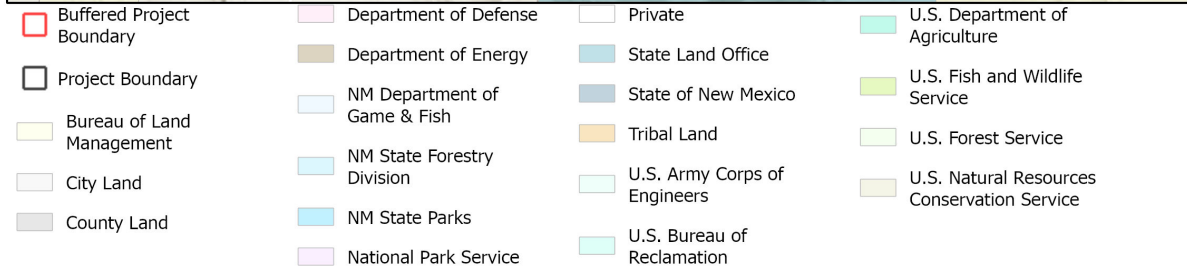 Buffered Project
Boundary
Project Boundary
Bureau of Land
Management
City Land
County Land
Department of Defense
Department of Energy
NM Department of
Game & Fish
NM State Forestry
Division
NM State Parks
National Park Service
Private
State Land Office
State of New Mexico
Tribal Land
U.S. Army Corps of
Engineers
U.S. Bureau of
Reclamation
U.S. Department of
Agriculture
U.S. Fish and Wildlife
Service
U.S. Forest Service
U.S. Natural Resources
Conservation Service